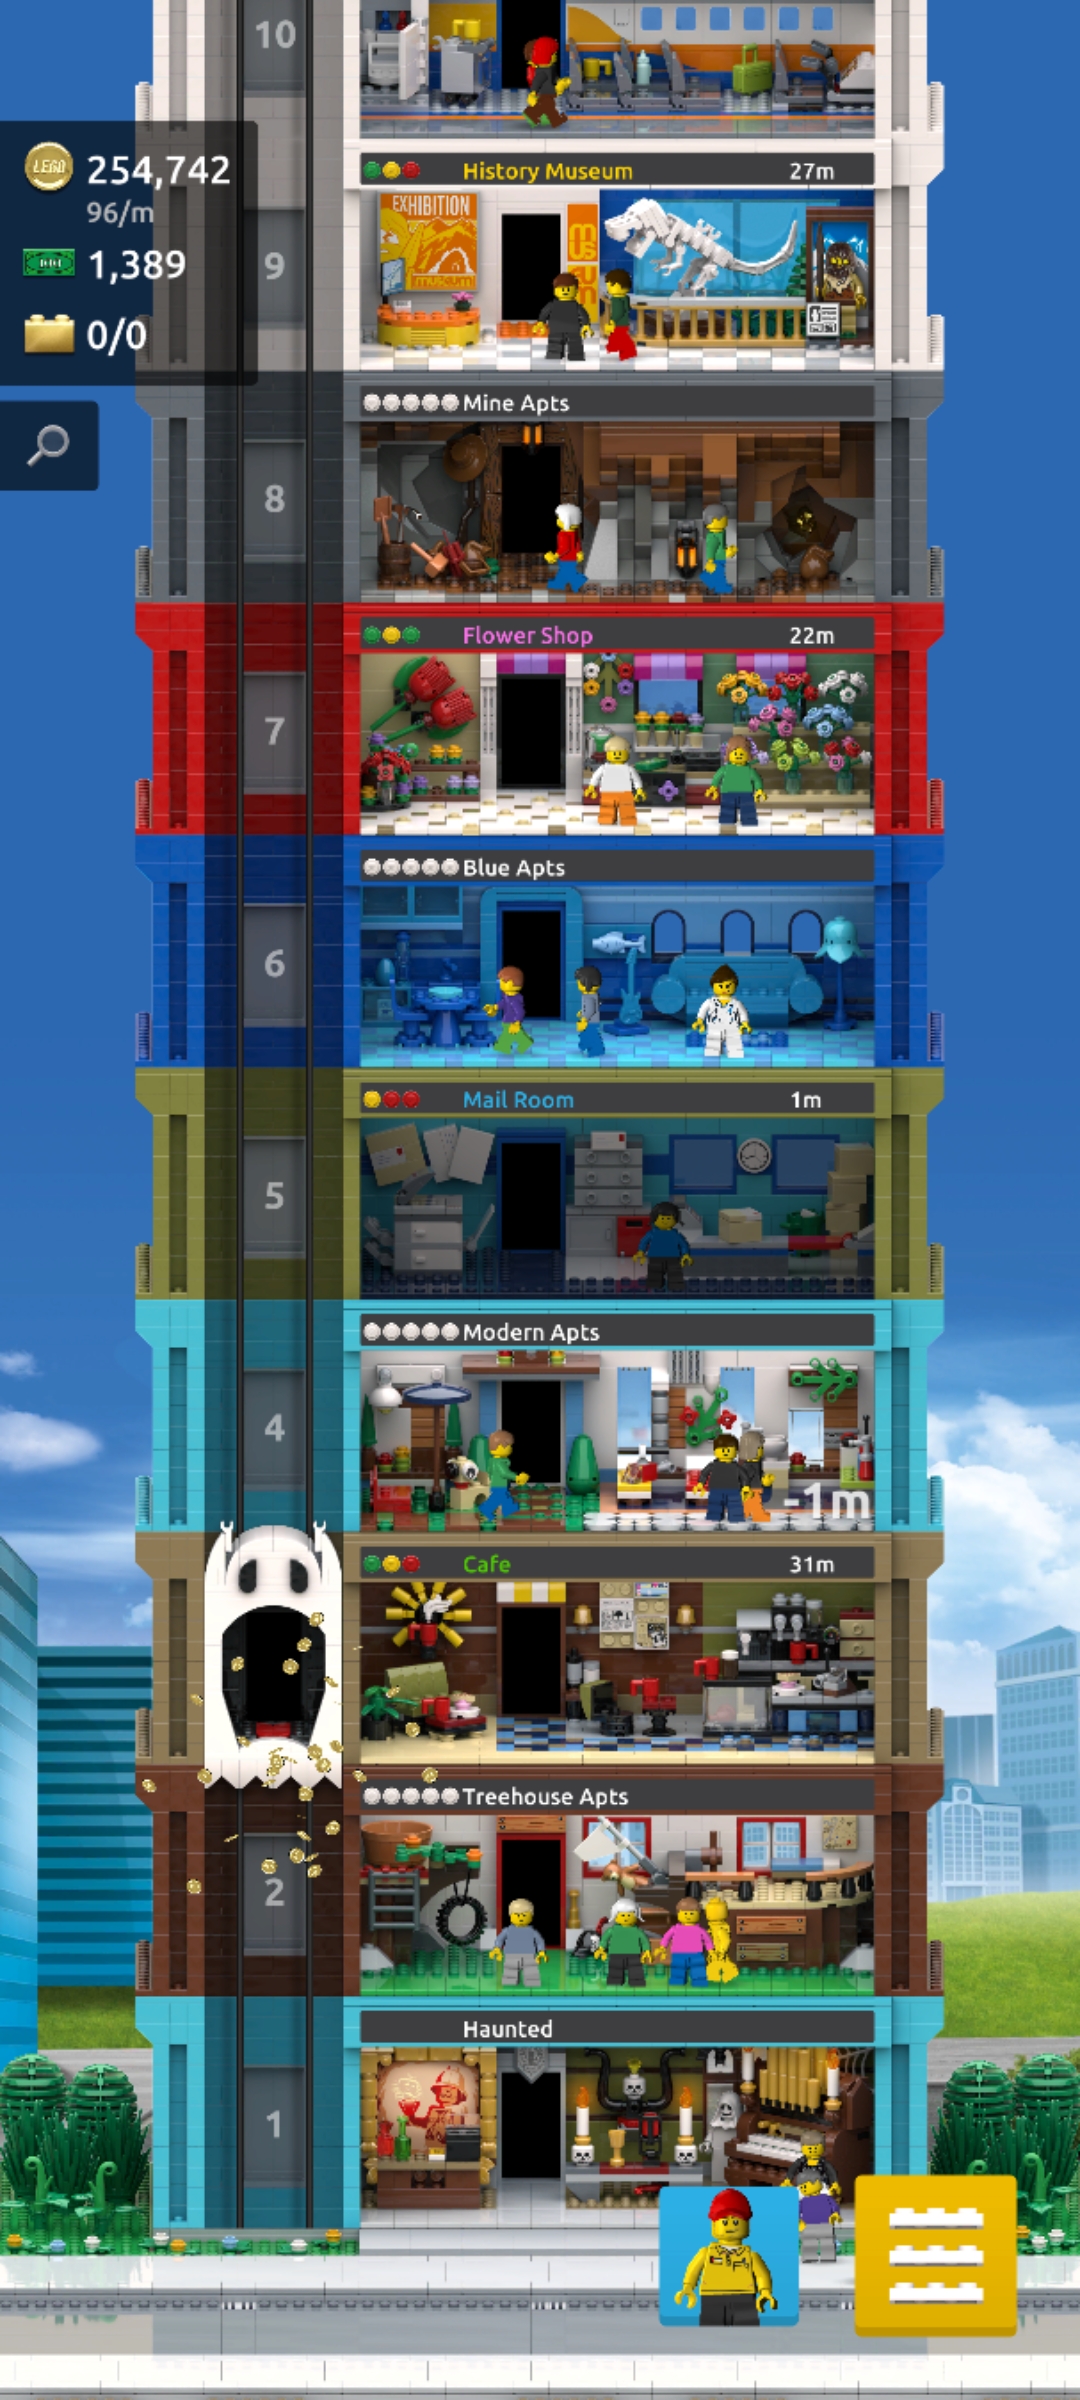 10
LEGO 254,742
96/m
1,389
0/0
History Museum 27m
EXHIBITION
museum
9
Mine Apts
8
Flower Shop 22m
7
Blue Apts
6
Mail Room 1m
5
Modern Apts
4
-1m
Cafe 31m
Treehouse Apts
2
Haunted
1